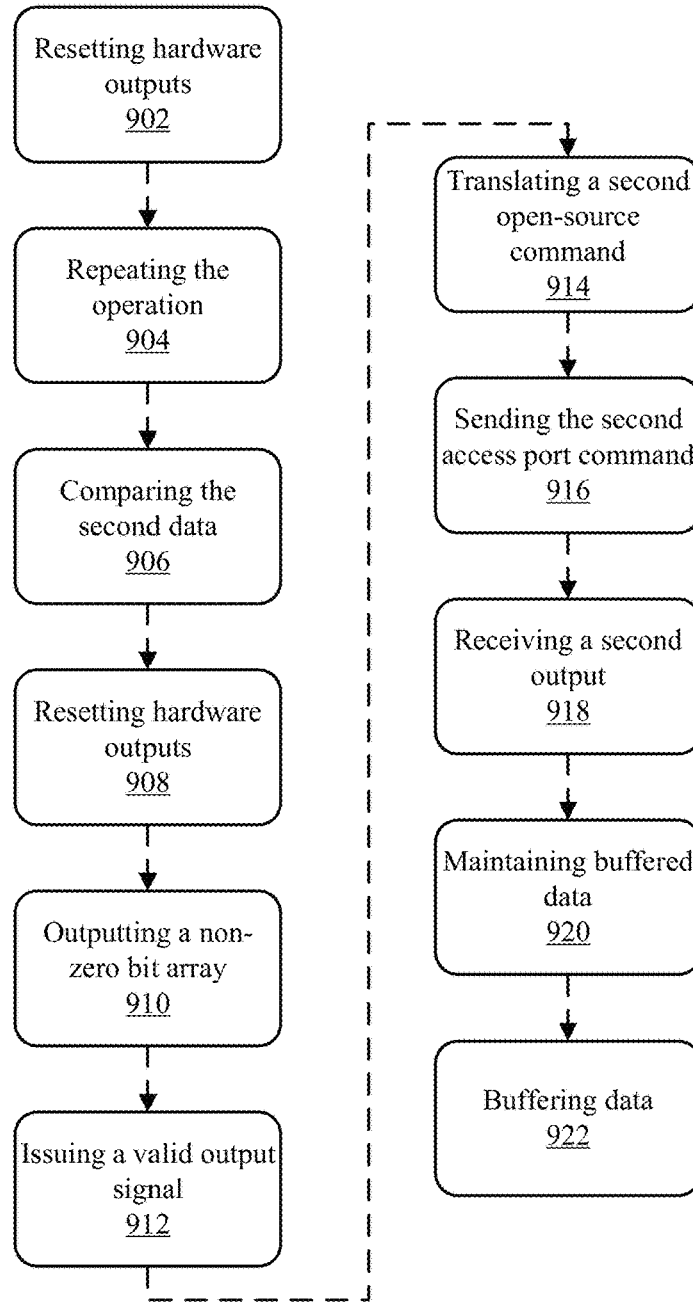 Resetting hardware
outputs
902
Repeating the
operation
904
Comparing the
second data
906
Resetting hardware
outputs
908
Outputting a non-
zero bit array
910
Issuing a valid output
signal
912
Translating a second
open-source
command
914
Sending the second
access port command
916
Receiving a second
output
918
Maintaining buffered
data
920
Buffering data
922